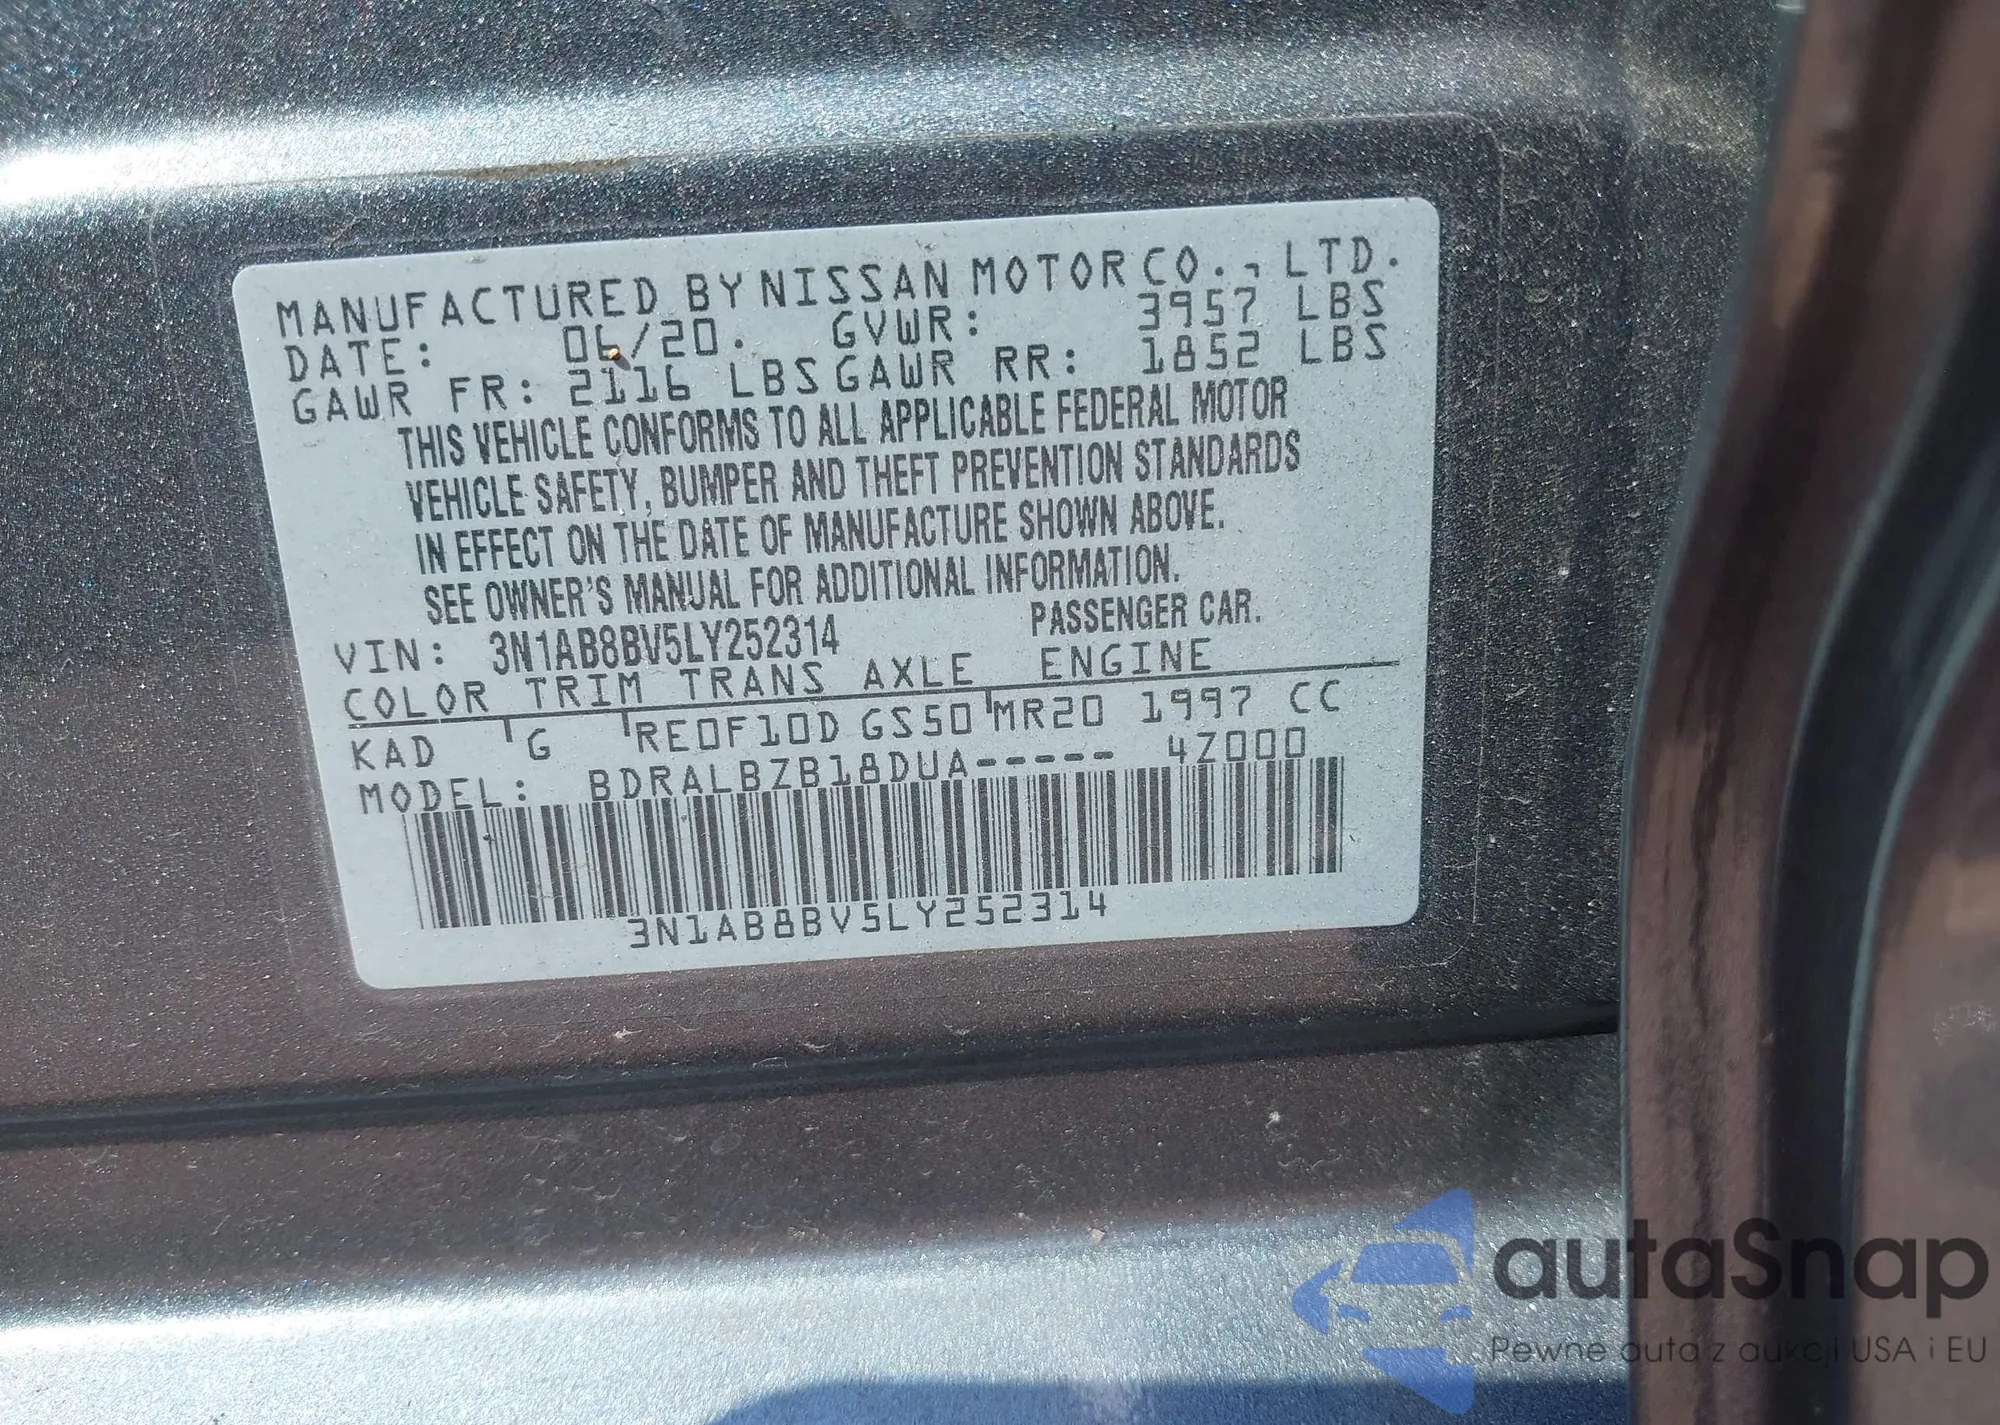 MANUFACTURED BY NISSAN MOTOR CO., LTD.
DATE: 06/20. GVWR: 3957 LBS
GAWR FR: 2116 LBS GAWR RR: 1852 LBS
THIS VEHICLE CONFORMS TO ALL APPLICABLE FEDERAL MOTOR
VEHICLE SAFETY, BUMPER AND THEFT PREVENTION STANDARDS
IN EFFECT ON THE DATE OF MANUFACTURE SHOWN ABOVE.
SEE OWNER'S MANUAL FOR ADDITIONAL INFORMATION.
VIN: 3N1AB8BV5LY252314 PASSENGER CAR.
COLOR TRIM TRANS AXLE ENGINE
KAD G RE0F10D GS50 MR20 1997 CC
MODEL: BDRALBZB18DUA----- 4Z000
3N1AB8BV5LY252314
autaSnap
Pewne auta z aukcji USA i EU